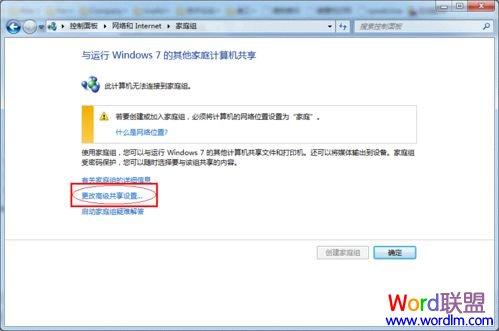 控制面板 ▸ 网络和 Internet ▸ 家庭组
搜索控制面板
与运行 Windows 7 的其他家庭计算机共享
此计算机无法连接到家庭组。
若要创建或加入家庭组，必须将计算机的网络位置设置为“家庭”。
什么是网络位置?
使用家庭组，您可以与运行 Windows 7 的其他计算机共享文件和打印机。还可以将媒体输出到设备。家庭组
受密码保护，您可以随时选择要与该组共享的内容。
有关家庭组的详细信息
更改高级共享设置...
启动家庭组疑难解答
创建家庭组
确定
Word联盟
www.wordlm.com